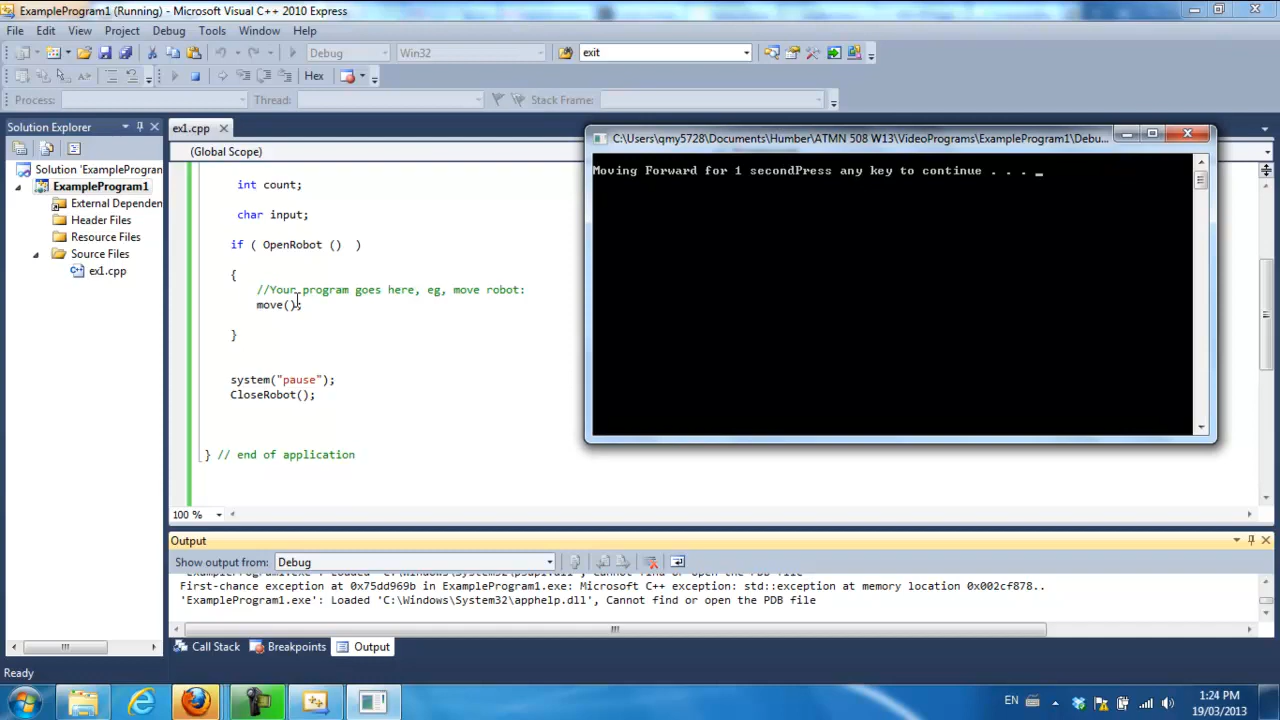 ExampleProgram1 (Running) - Microsoft Visual C++ 2010 Express
File Edit View Project Debug Tools Window Help
Debug Win32 exit
Hex
Process: Thread: Stack Frame:
Solution Explorer
Solution 'ExampleProgram
ExampleProgram1
External Depende
Header Files
Resource Files
Source Files
ex1.cpp
ex1.cpp
(Global Scope)
int count;
char input;
if ( OpenRobot () )
{
//Your program goes here, eg, move robot:
move();
}
system("pause");
CloseRobot();
} // end of application
100 %
C:\Users\qmy5728\Documents\Humber\ATMN 508 W13\VideoPrograms\ExampleProgram1\Debu...
Moving Forward for 1 secondPress any key to continue . . . _
Output
Show output from: Debug
First-chance exception at 0x75dd969b in ExampleProgram1.exe: Microsoft C++ exception: std::exception at memory location 0x002cf878..
'ExampleProgram1.exe': Loaded 'C:\Windows\System32\apphelp.dll', Cannot find or open the PDB file
Call Stack Breakpoints Output
Ready
EN
1:24 PM
19/03/2013